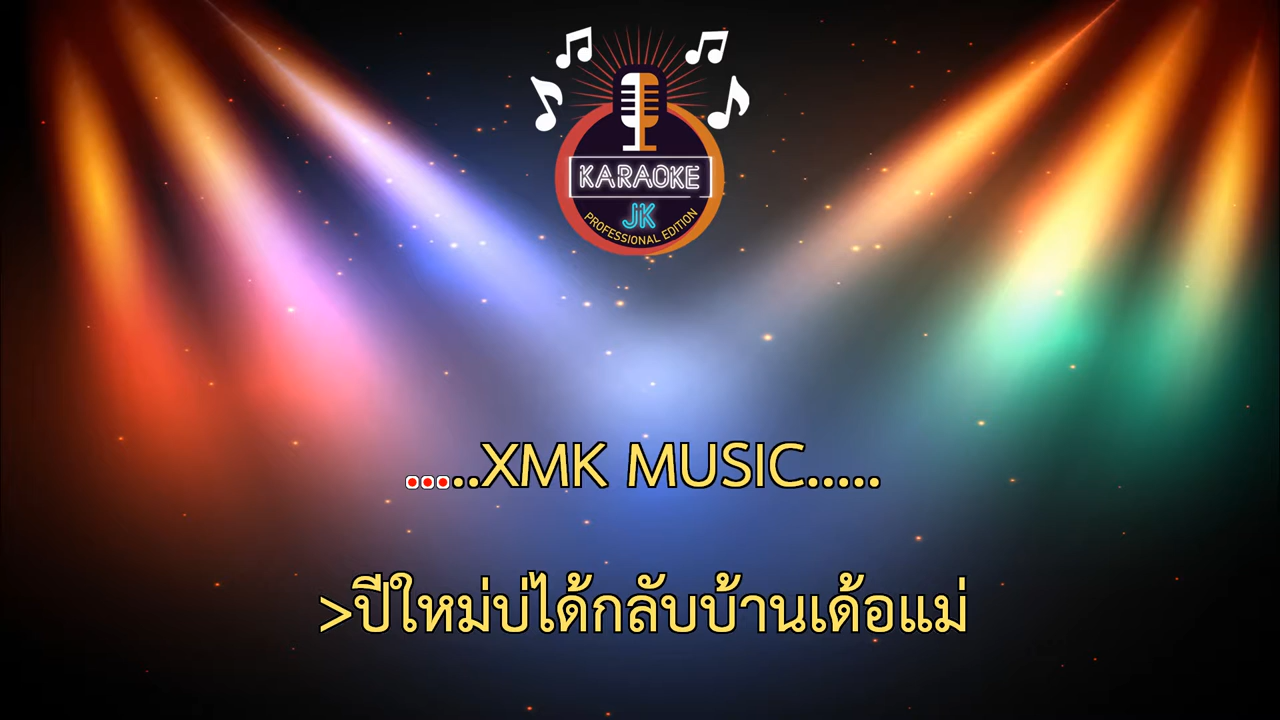 KARAOKE
JK
PROFESSIONAL EDITION
.....XMK MUSIC.....
>ปีใหม่บ่ได้กลับบ้านเด้อแม่